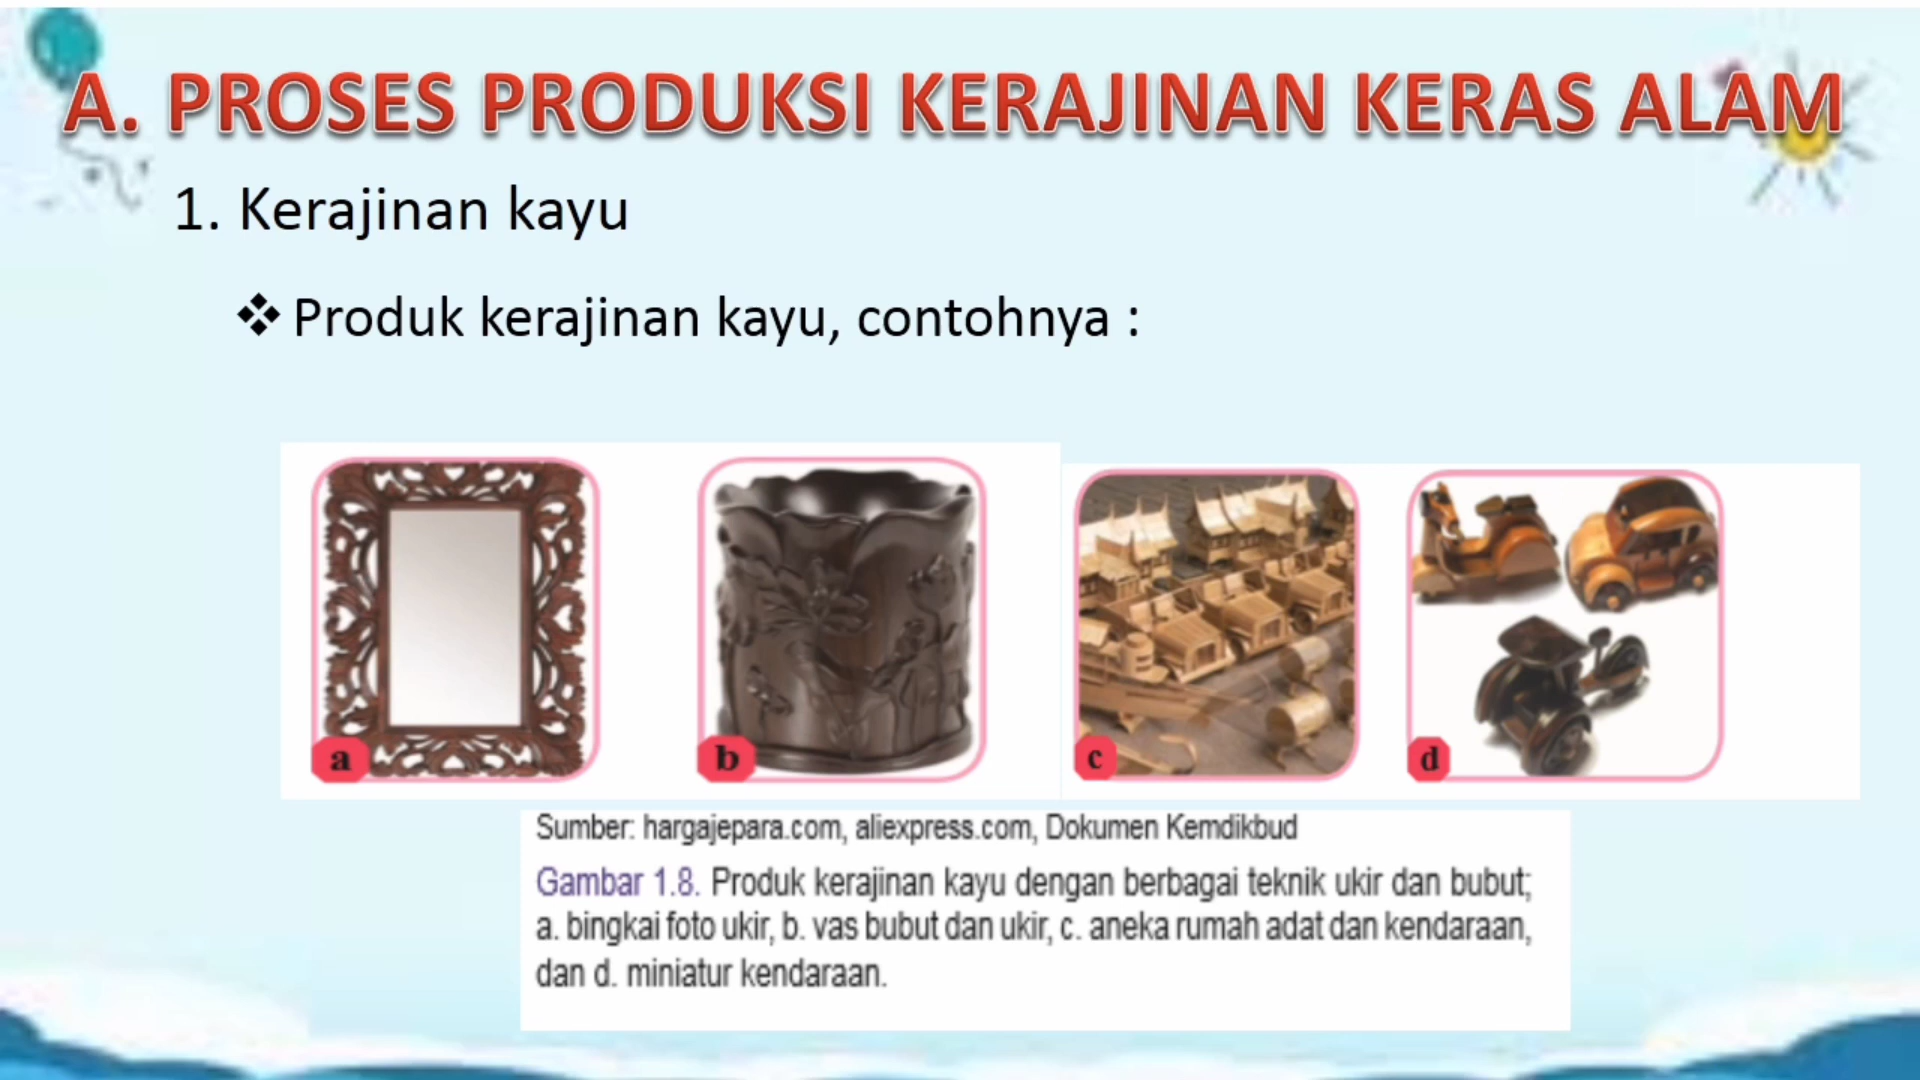 A. PROSES PRODUKSI KERAJINAN KERAS ALAM
1. Kerajinan kayu
❖ Produk kerajinan kayu, contohnya :
a b c d
Sumber: hargajepara.com, aliexpress.com, Dokumen Kemdikbud
Gambar 1.8. Produk kerajinan kayu dengan berbagai teknik ukir dan bubut;
a. bingkai foto ukir, b. vas bubut dan ukir, c. aneka rumah adat dan kendaraan,
dan d. miniatur kendaraan.